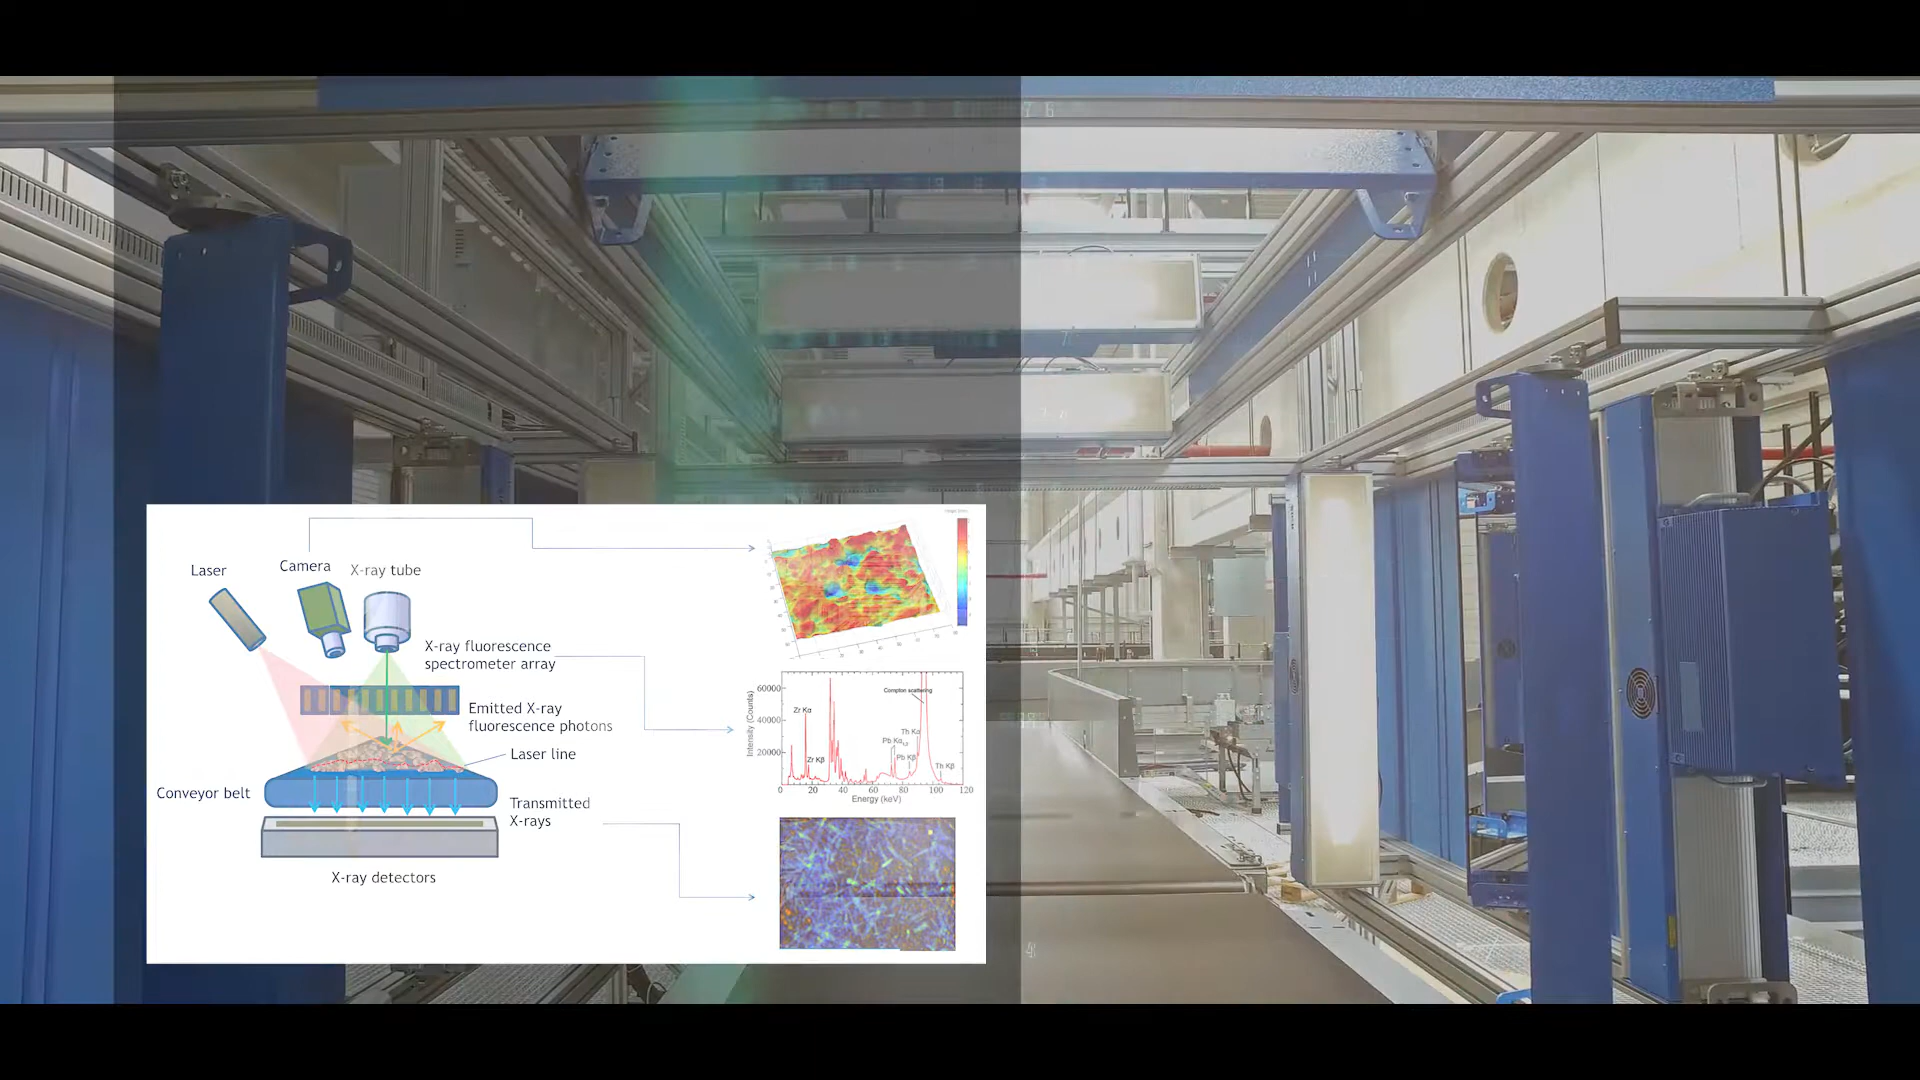 Laser
Camera
X-ray tube
X-ray fluorescence
spectrometer array
Emitted X-ray
fluorescence photons
Laser line
Conveyor belt
Transmitted
X-rays
X-ray detectors
Intensity (Counts)
60000
40000
20000
Zr Kα
Zr Kβ
Compton scattering
Th Kα
Pb Kα1,2
Pb Kβ
Th Kβ
0 20 40 60 80 100 120
Energy (keV)